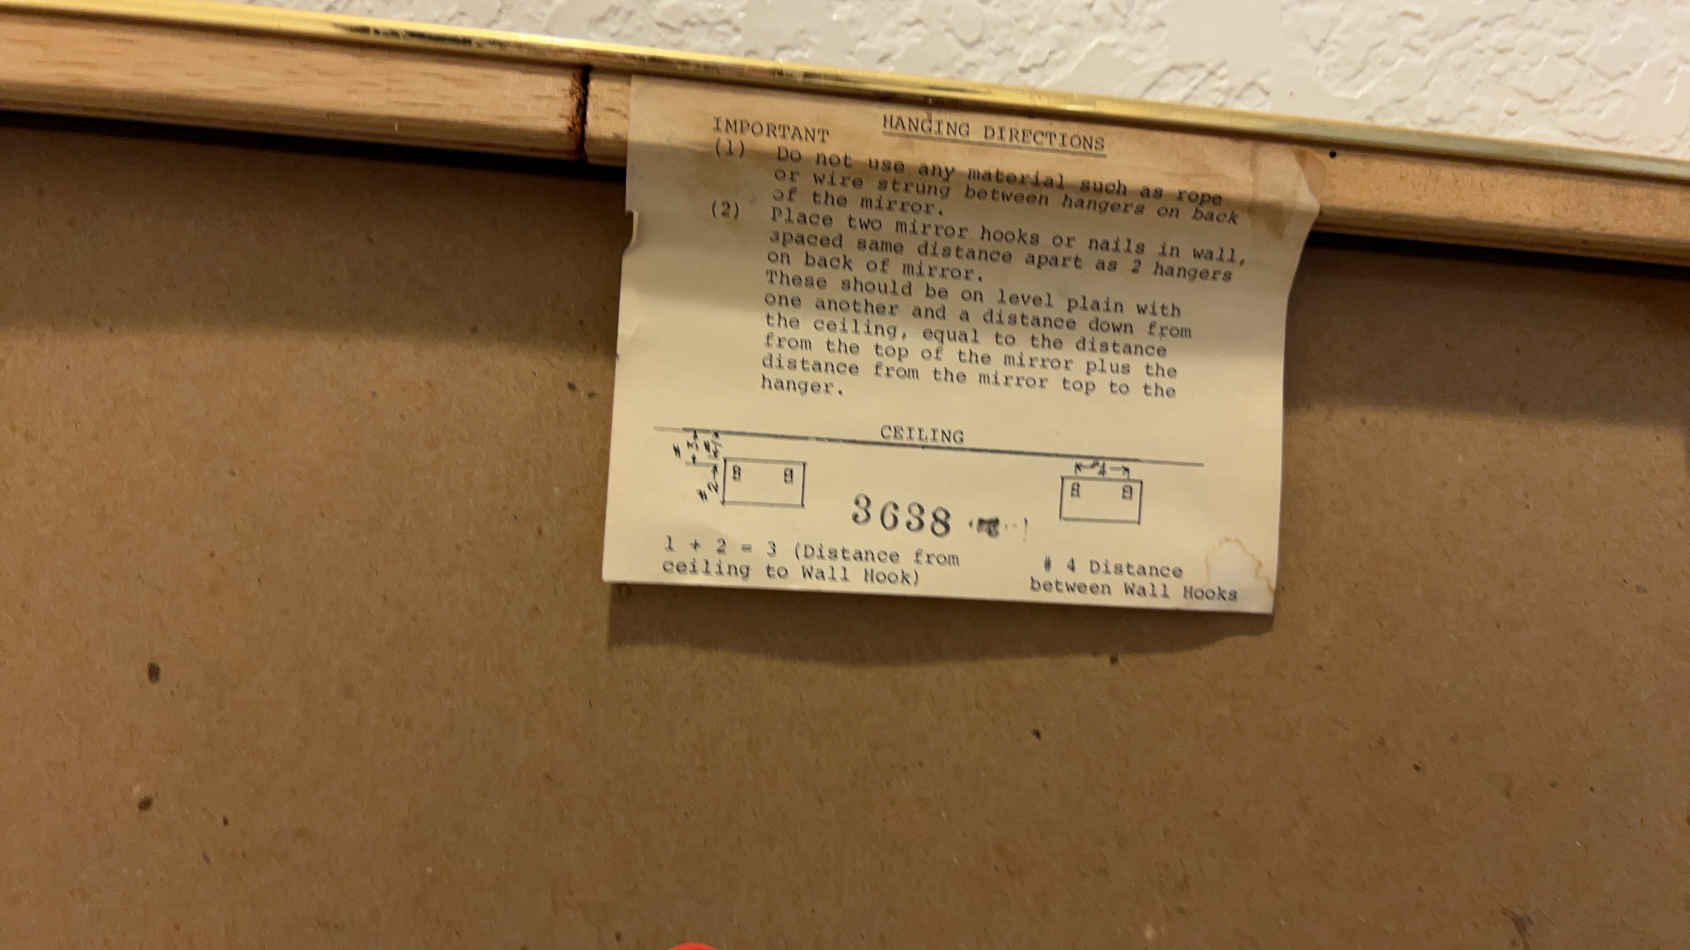 HANGING DIRECTIONS
IMPORTANT
(1) Do not use any material such as rope
or wire strung between hangers on back
of the mirror.
(2) Place two mirror hooks or nails in wall,
spaced same distance apart as 2 hangers
on back of mirror.
These should be on level plain with
one another and a distance down from
the ceiling, equal to the distance
from the top of the mirror plus the
distance from the mirror top to the
hanger.
CEILING
#3 #1
#2
4
3638
1 + 2 = 3 (Distance from
ceiling to Wall Hook)
# 4 Distance
between Wall Hooks